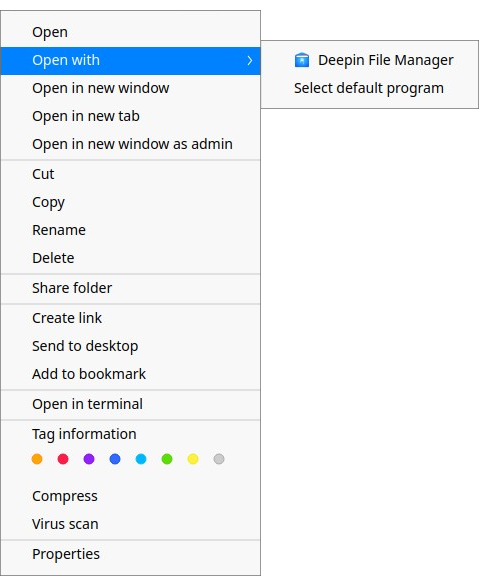 Open
Open with
Deepin File Manager
Select default program
Open in new window
Open in new tab
Open in new window as admin
Cut
Copy
Rename
Delete
Share folder
Create link
Send to desktop
Add to bookmark
Open in terminal
Tag information
Compress
Virus scan
Properties